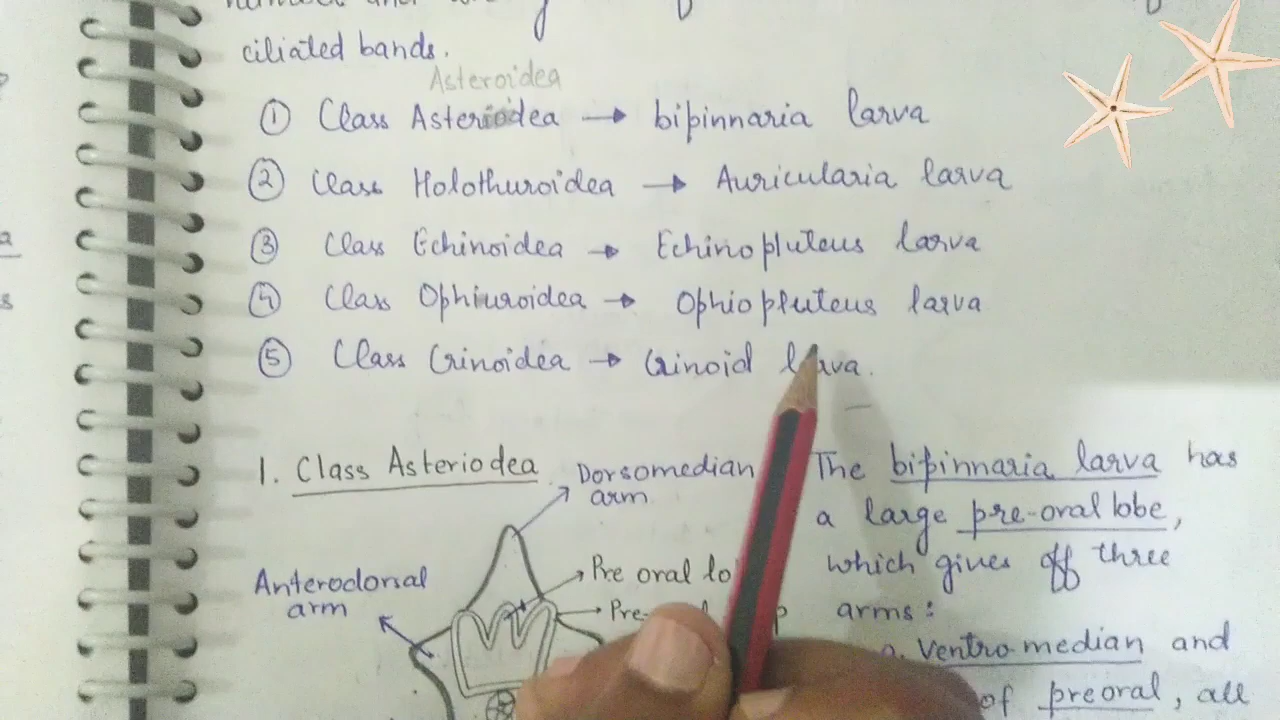 ciliated bands.
Asteroidea
① Class Asterioidea → bipinnaria larva
② Class Holothuroidea → Auricularia larva
③ Class Echinoidea → Echinopluteus larva
④ Class Ophiuroidea → Ophiopluteus larva
⑤ Class Crinoidea → Crinoid larva.
1. Class Asteriodea
Dorsomedian
arm
Anterodorsal
arm
Pre oral
The bipinnaria larva has
a large pre-oral lobe,
which gives off three
arms:
a. Ventro median and
of preoral, all